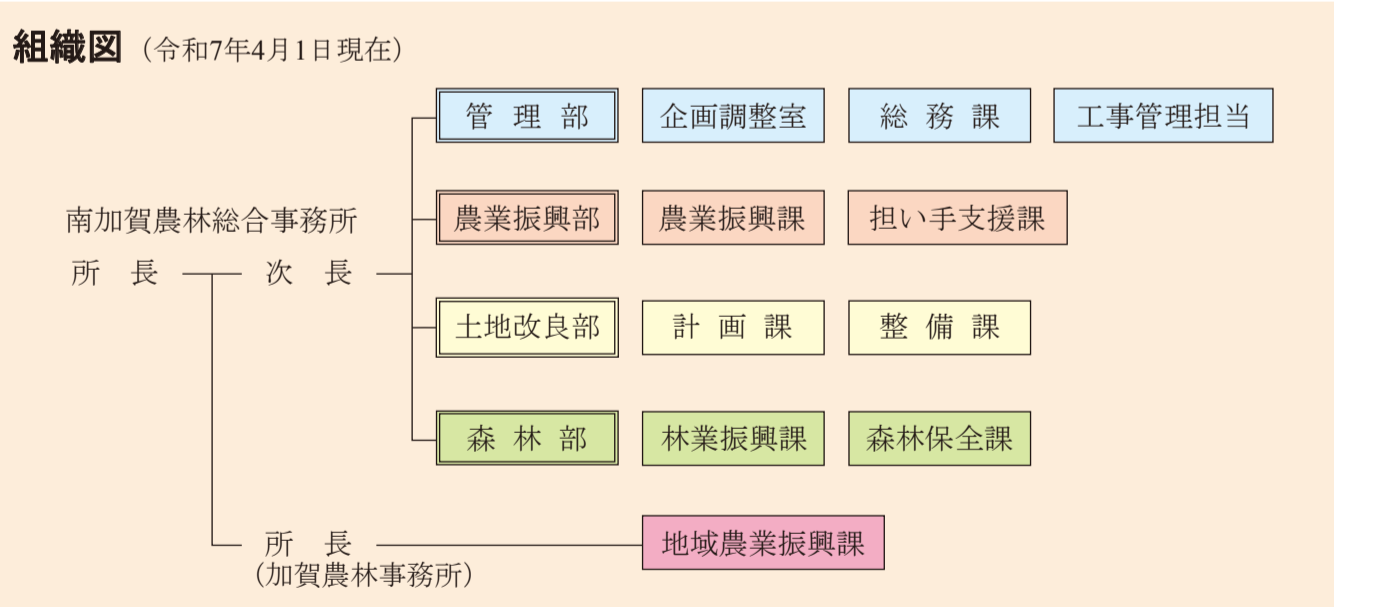 組織図（令和7年4月1日現在）
管理部 企画調整室 総務課 工事管理担当
南加賀農林総合事務所
農業振興部 農業振興課 担い手支援課
所長 次長
土地改良部 計画課 整備課
森林部 林業振興課 森林保全課
所長 地域農業振興課
（加賀農林事務所）